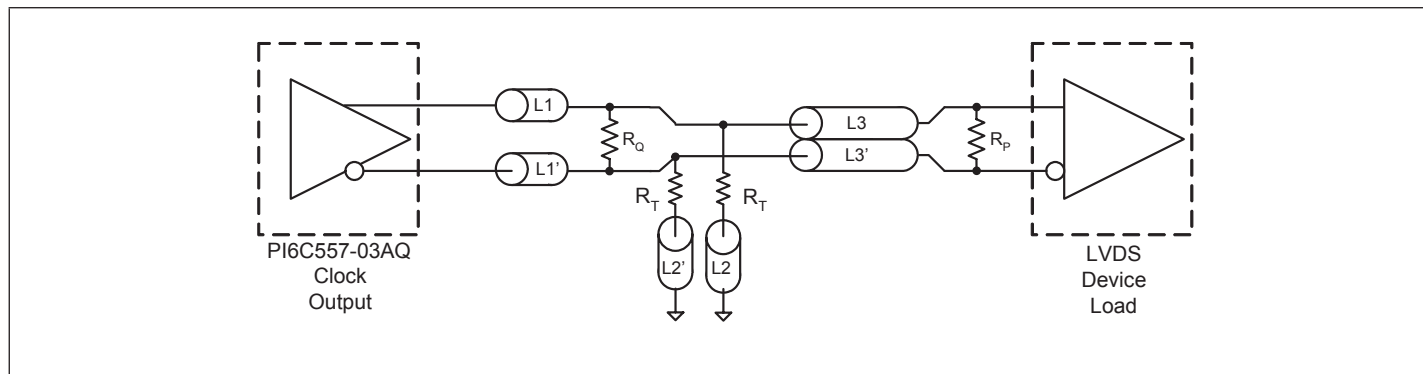 L1
L3
R_Q
R_P
L1’
L3’
R_T
R_T
L2’
L2
PI6C557-03AQ
Clock
Output
LVDS
Device
Load